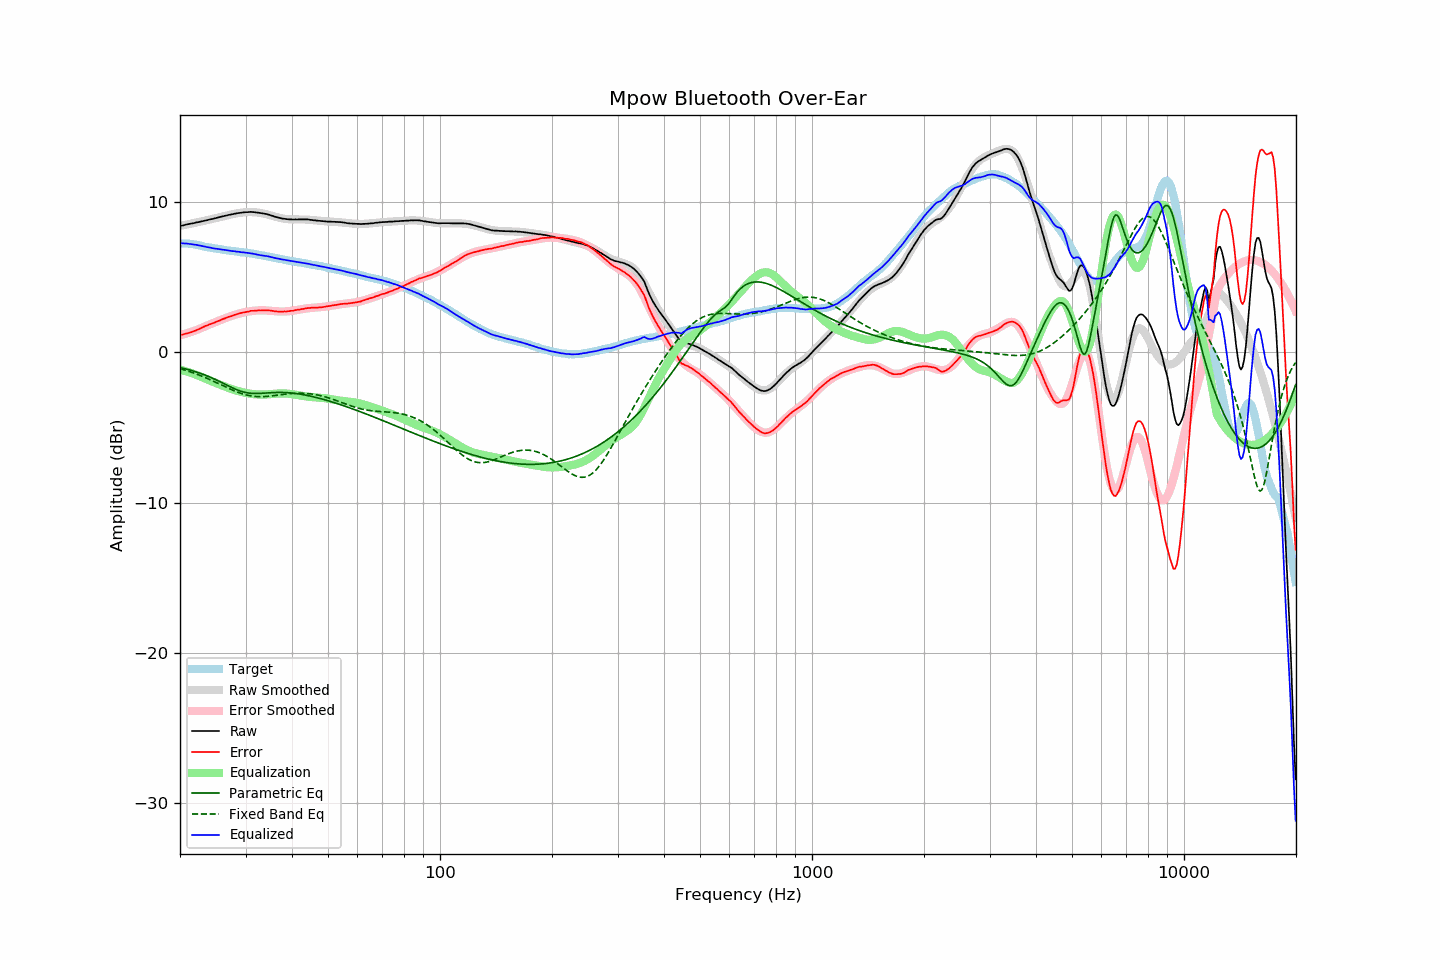 Mpow Bluetooth Over-Ear
10
0
−10
−20
−30
Amplitude (dBr)
Target
Raw Smoothed
Error Smoothed
Raw
Error
Equalization
Parametric Eq
Fixed Band Eq
Equalized
100
1000
10000
Frequency (Hz)